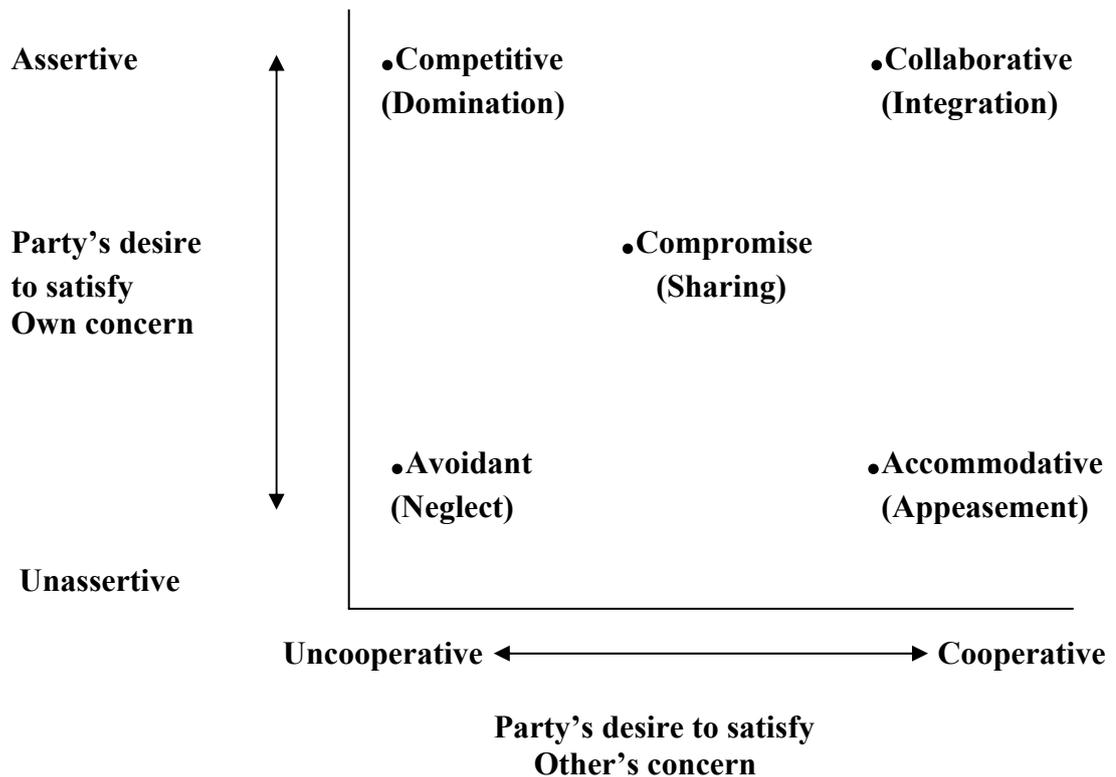 Assertive
•Competitive
(Domination)
•Collaborative
(Integration)
Party’s desire
to satisfy
Own concern
•Compromise
(Sharing)
•Avoidant
(Neglect)
•Accommodative
(Appeasement)
Unassertive
Uncooperative
Cooperative
Party’s desire to satisfy
Other’s concern